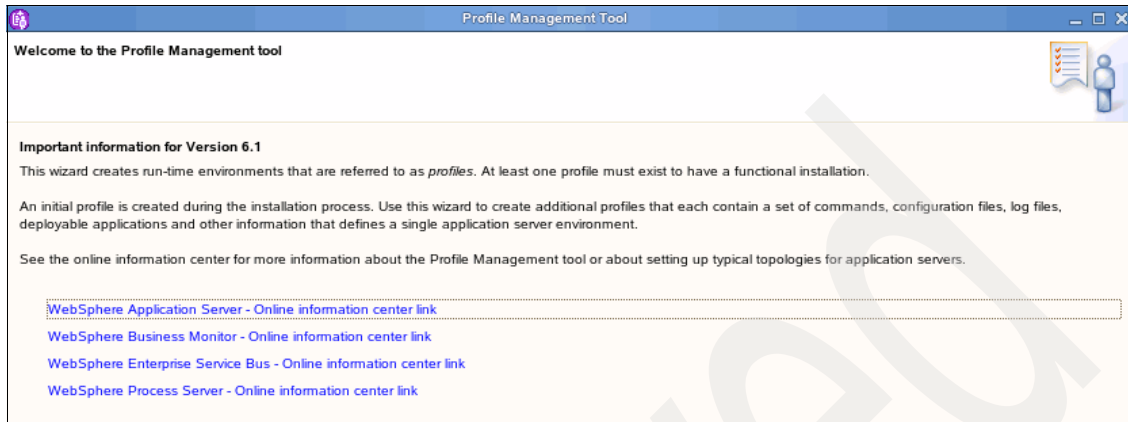 Profile Management Tool
Welcome to the Profile Management tool
Important information for Version 6.1
This wizard creates run-time environments that are referred to as profiles. At least one profile must exist to have a functional installation.
An initial profile is created during the installation process. Use this wizard to create additional profiles that each contain a set of commands, configuration files, log files,
deployable applications and other information that defines a single application server environment.
See the online information center for more information about the Profile Management tool or about setting up typical topologies for application servers.
WebSphere Application Server - Online information center link
WebSphere Business Monitor - Online information center link
WebSphere Enterprise Service Bus - Online information center link
WebSphere Process Server - Online information center link